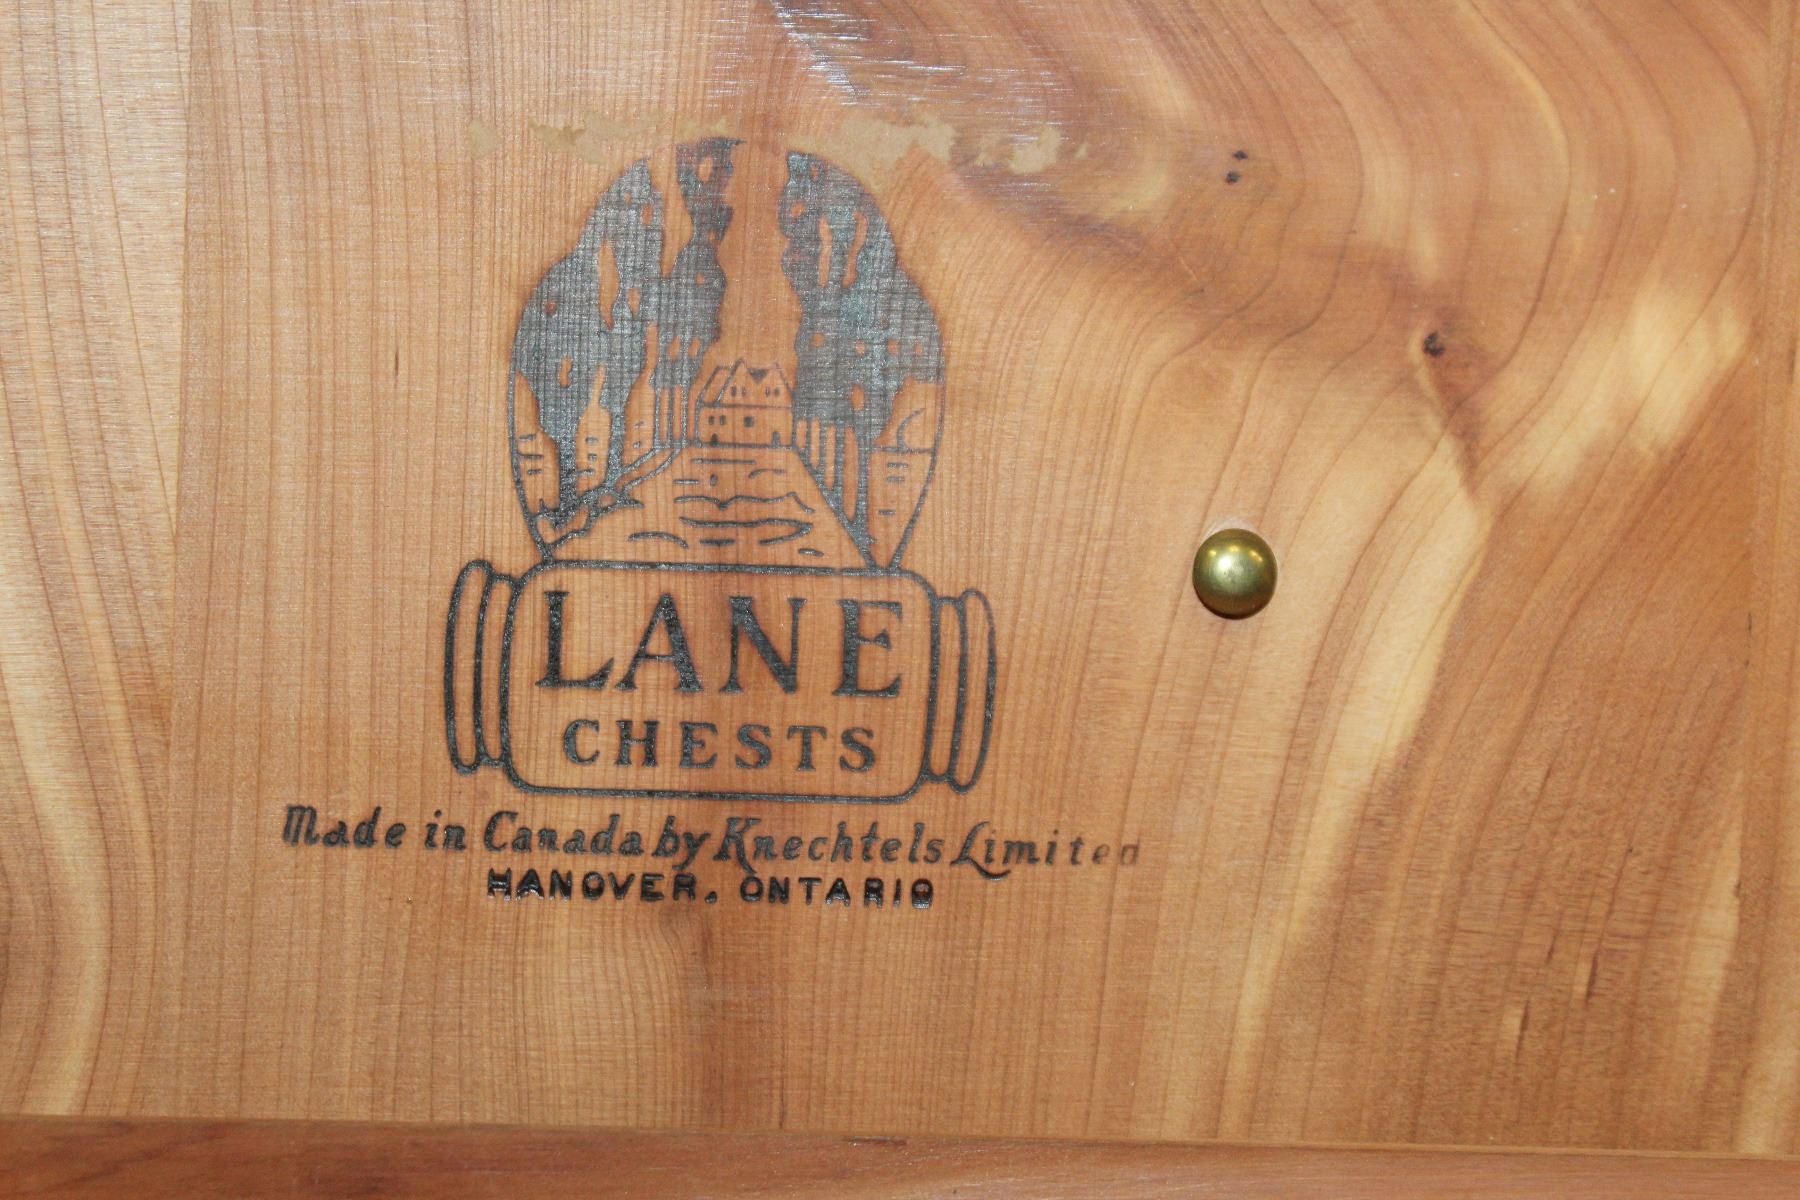 LANE
CHESTS
Made in Canada by Knechtels Limited
HANOVER, ONTARIO